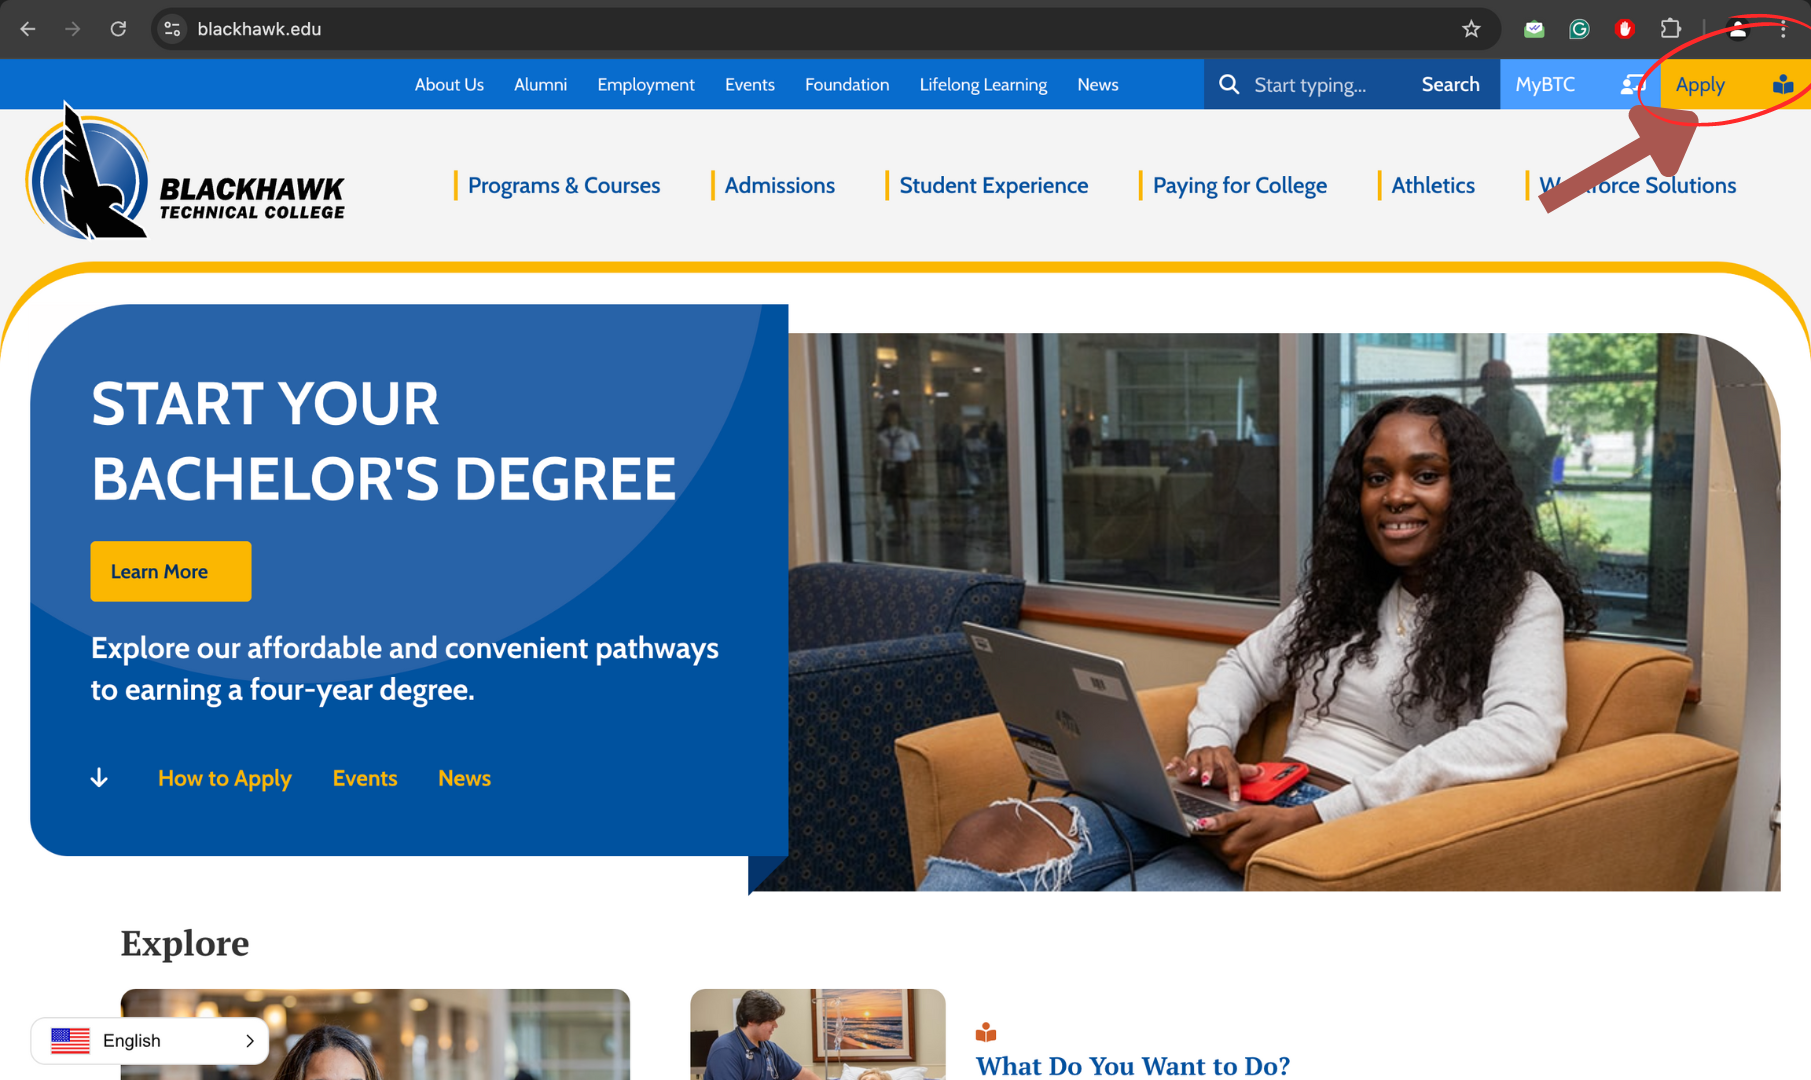 blackhawk.edu
About Us Alumni Employment Events Foundation Lifelong Learning News Start typing... Search MyBTC Apply
BLACKHAWK
TECHNICAL COLLEGE
Programs & Courses Admissions Student Experience Paying for College Athletics Workforce Solutions
START YOUR
BACHELOR'S DEGREE
Learn More
Explore our affordable and convenient pathways
to earning a four-year degree.
How to Apply Events News
Explore
English
What Do You Want to Do?